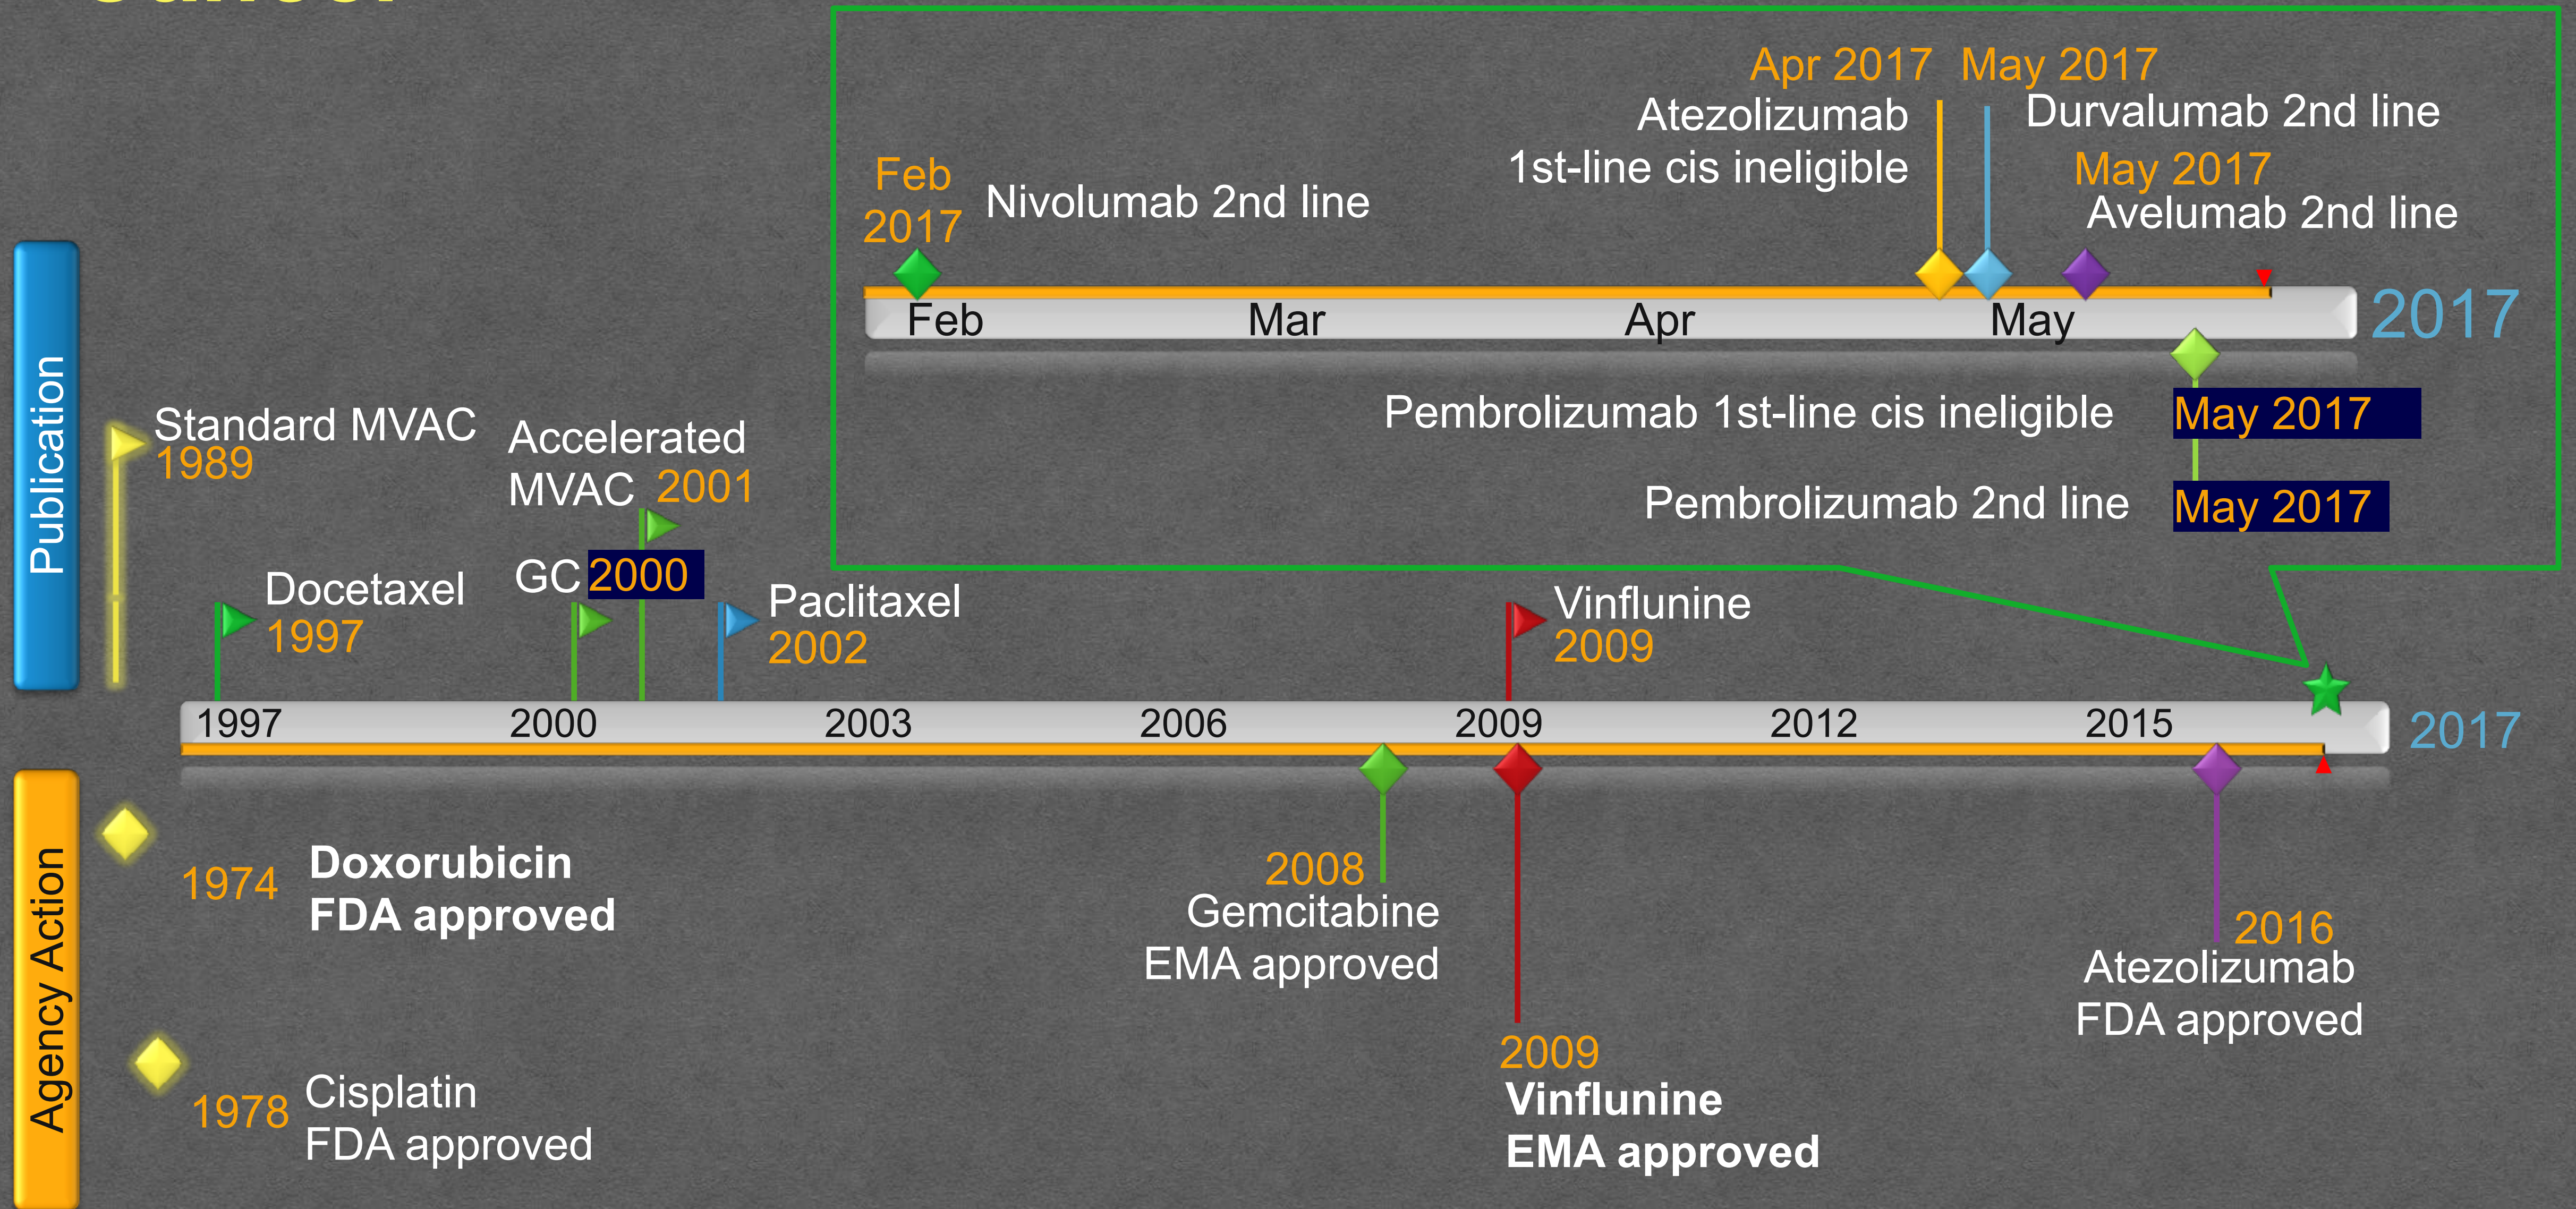 Apr 2017
May 2017
Atezolizumab
1st-line cis ineligible
Durvalumab 2nd line
May 2017
Avelumab 2nd line
Feb
2017
Nivolumab 2nd line
Feb
Mar
Apr
May
2017
Pembrolizumab 1st-line cis ineligible
May 2017
Pembrolizumab 2nd line
May 2017
Publication
Standard MVAC
1989
Accelerated
MVAC 2001
GC 2000
Docetaxel
1997
Paclitaxel
2002
Vinflunine
2009
1997
2000
2003
2006
2009
2012
2015
2017
Agency Action
1974
Doxorubicin
FDA approved
1978
Cisplatin
FDA approved
2008
Gemcitabine
EMA approved
2009
Vinflunine
EMA approved
2016
Atezolizumab
FDA approved